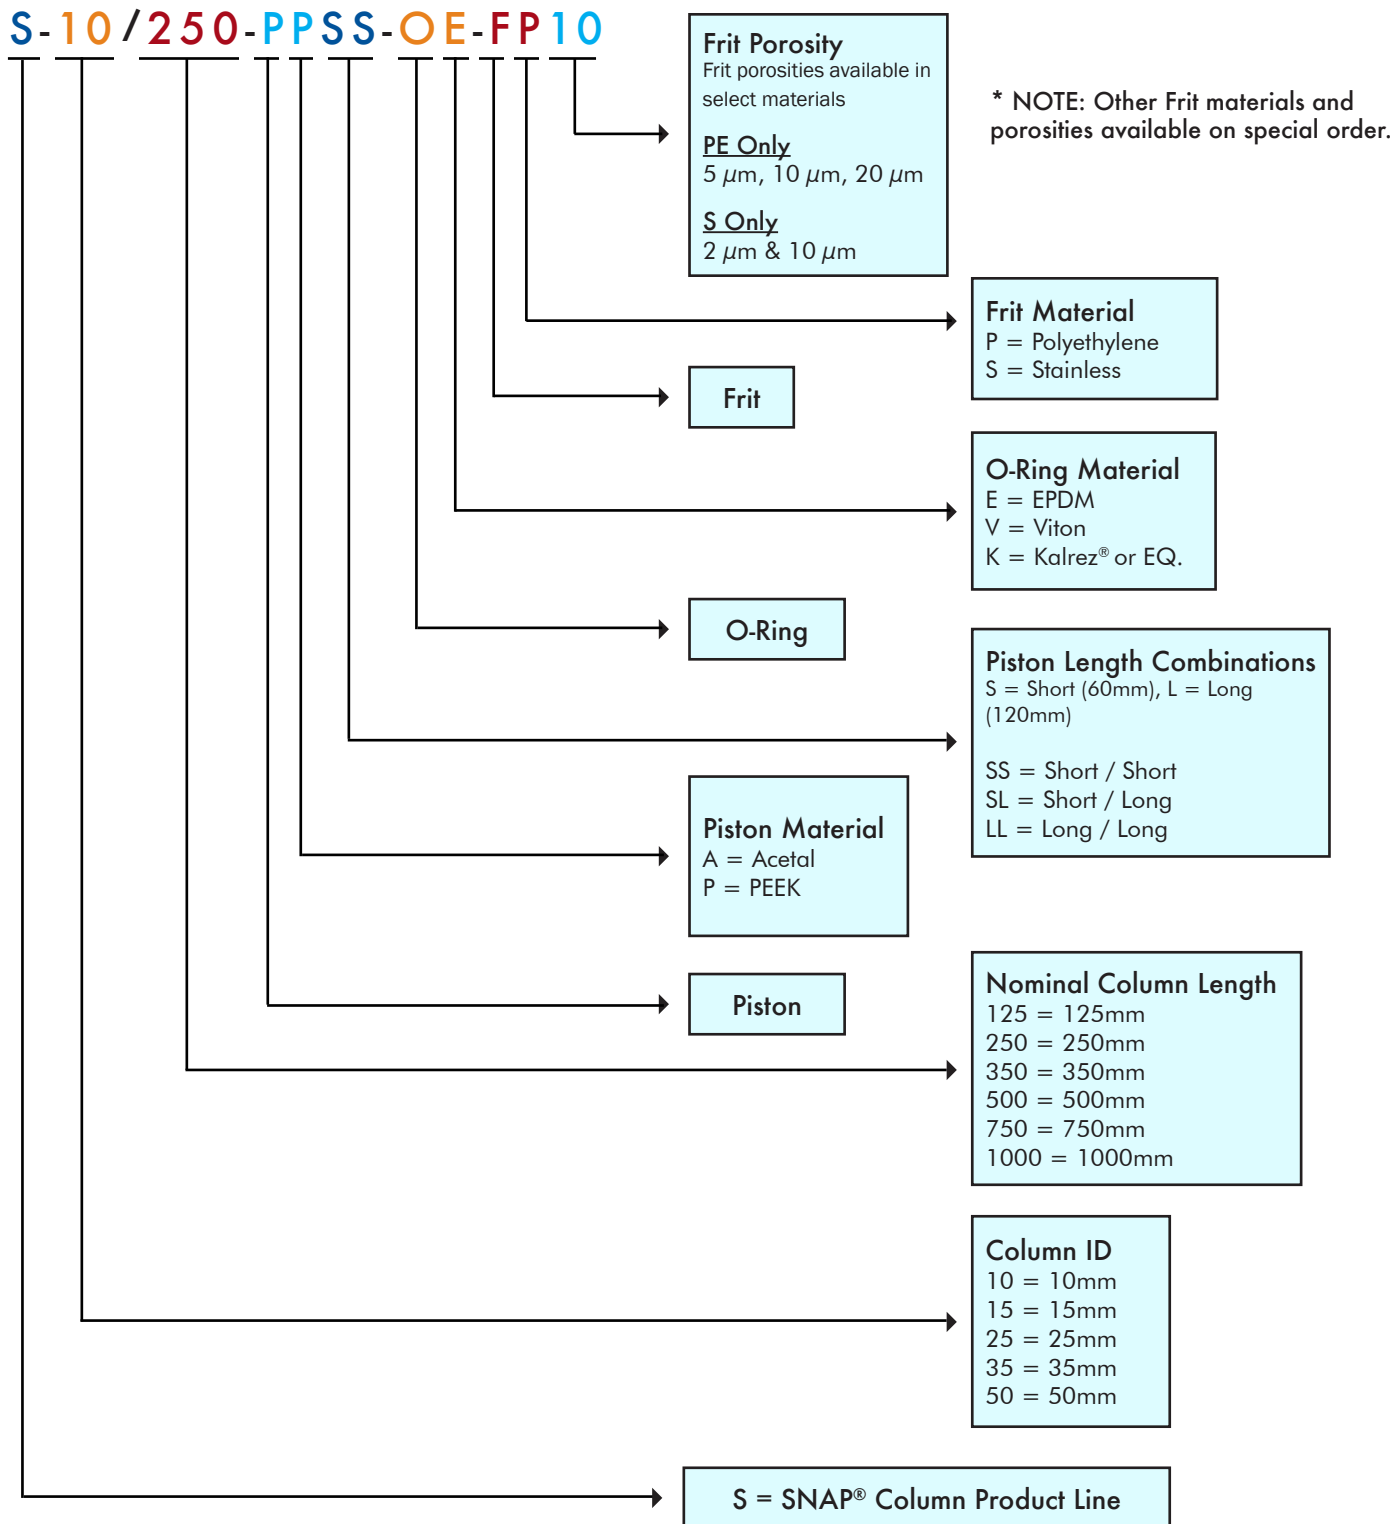 S-10/250-PPSS-OE-FP10
Frit Porosity
Frit porosities available in
select materials
PE Only
5 μm, 10 μm, 20 μm
S Only
2 μm & 10 μm
* NOTE: Other Frit materials and
porosities available on special order.
Frit Material
P = Polyethylene
S = Stainless
Frit
O-Ring Material
E = EPDM
V = Viton
K = Kalrez® or EQ.
O-Ring
Piston Length Combinations
S = Short (60mm), L = Long
(120mm)
SS = Short / Short
SL = Short / Long
LL = Long / Long
Piston Material
A = Acetal
P = PEEK
Piston
Nominal Column Length
125 = 125mm
250 = 250mm
350 = 350mm
500 = 500mm
750 = 750mm
1000 = 1000mm
Column ID
10 = 10mm
15 = 15mm
25 = 25mm
35 = 35mm
50 = 50mm
S = SNAP® Column Product Line